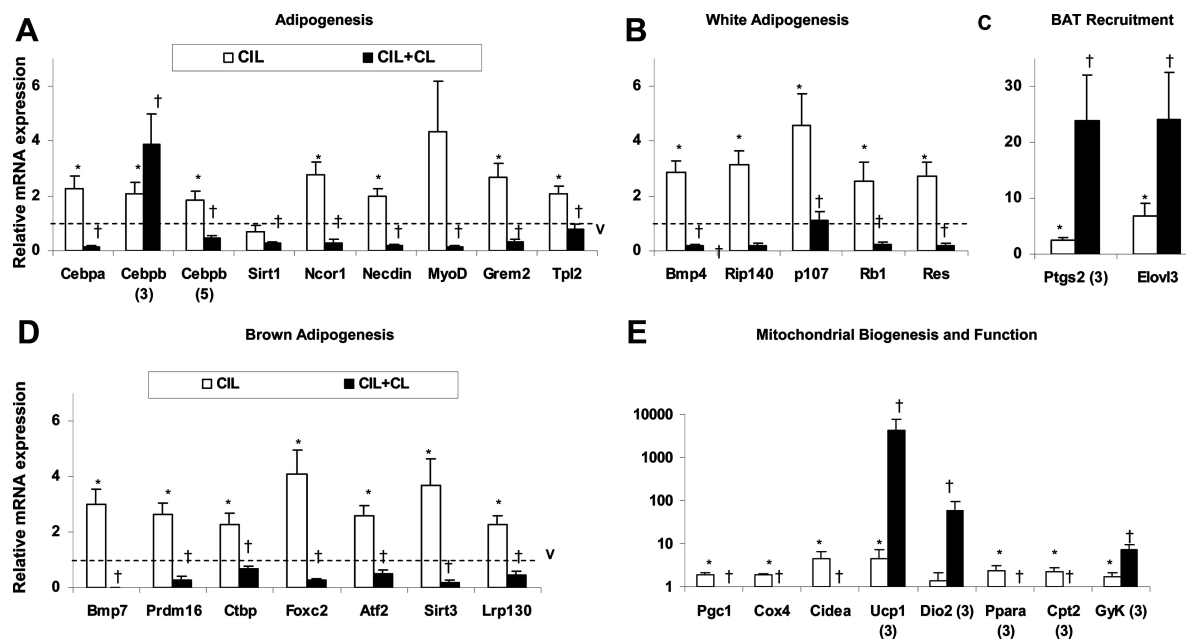 A
Adipogenesis
CIL CIL+CL
Relative mRNA expression
6
4
2
0
* † * † * † † * † * † † * † * †
V
Cebpa Cebpb (3) Cebpb (5) Sirt1 Ncor1 Necdin MyoD Grem2 Tpl2
B
White Adipogenesis
6
4
2
0
* † * † * † * † * †
Bmp4 Rip140 p107 Rb1 Res
C
BAT Recruitment
30
20
10
0
* † * †
Ptgs2 (3) Elovl3
D
Brown Adipogenesis
CIL CIL+CL
Relative mRNA expression
6
4
2
0
* † * † * † * † * † * † * †
V
Bmp7 Prdm16 Ctbp Foxc2 Atf2 Sirt3 Lrp130
E
Mitochondrial Biogenesis and Function
10000
1000
100
10
1
* † * † * † * † † * † * † * †
Pgc1 Cox4 Cidea Ucp1 (3) Dio2 (3) Ppara (3) Cpt2 (3) GyK (3)